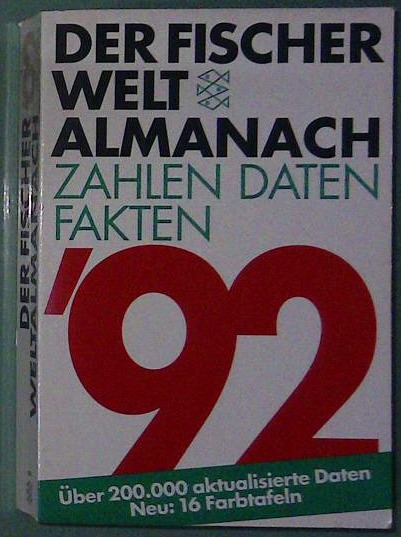 DER FISCHER
WELT
ALMANACH
ZAHLEN DATEN
FAKTEN
'92
Über 200.000 aktualisierte Daten
Neu: 16 Farbtafeln
DER FISCHER
WELTALMANACH
'92